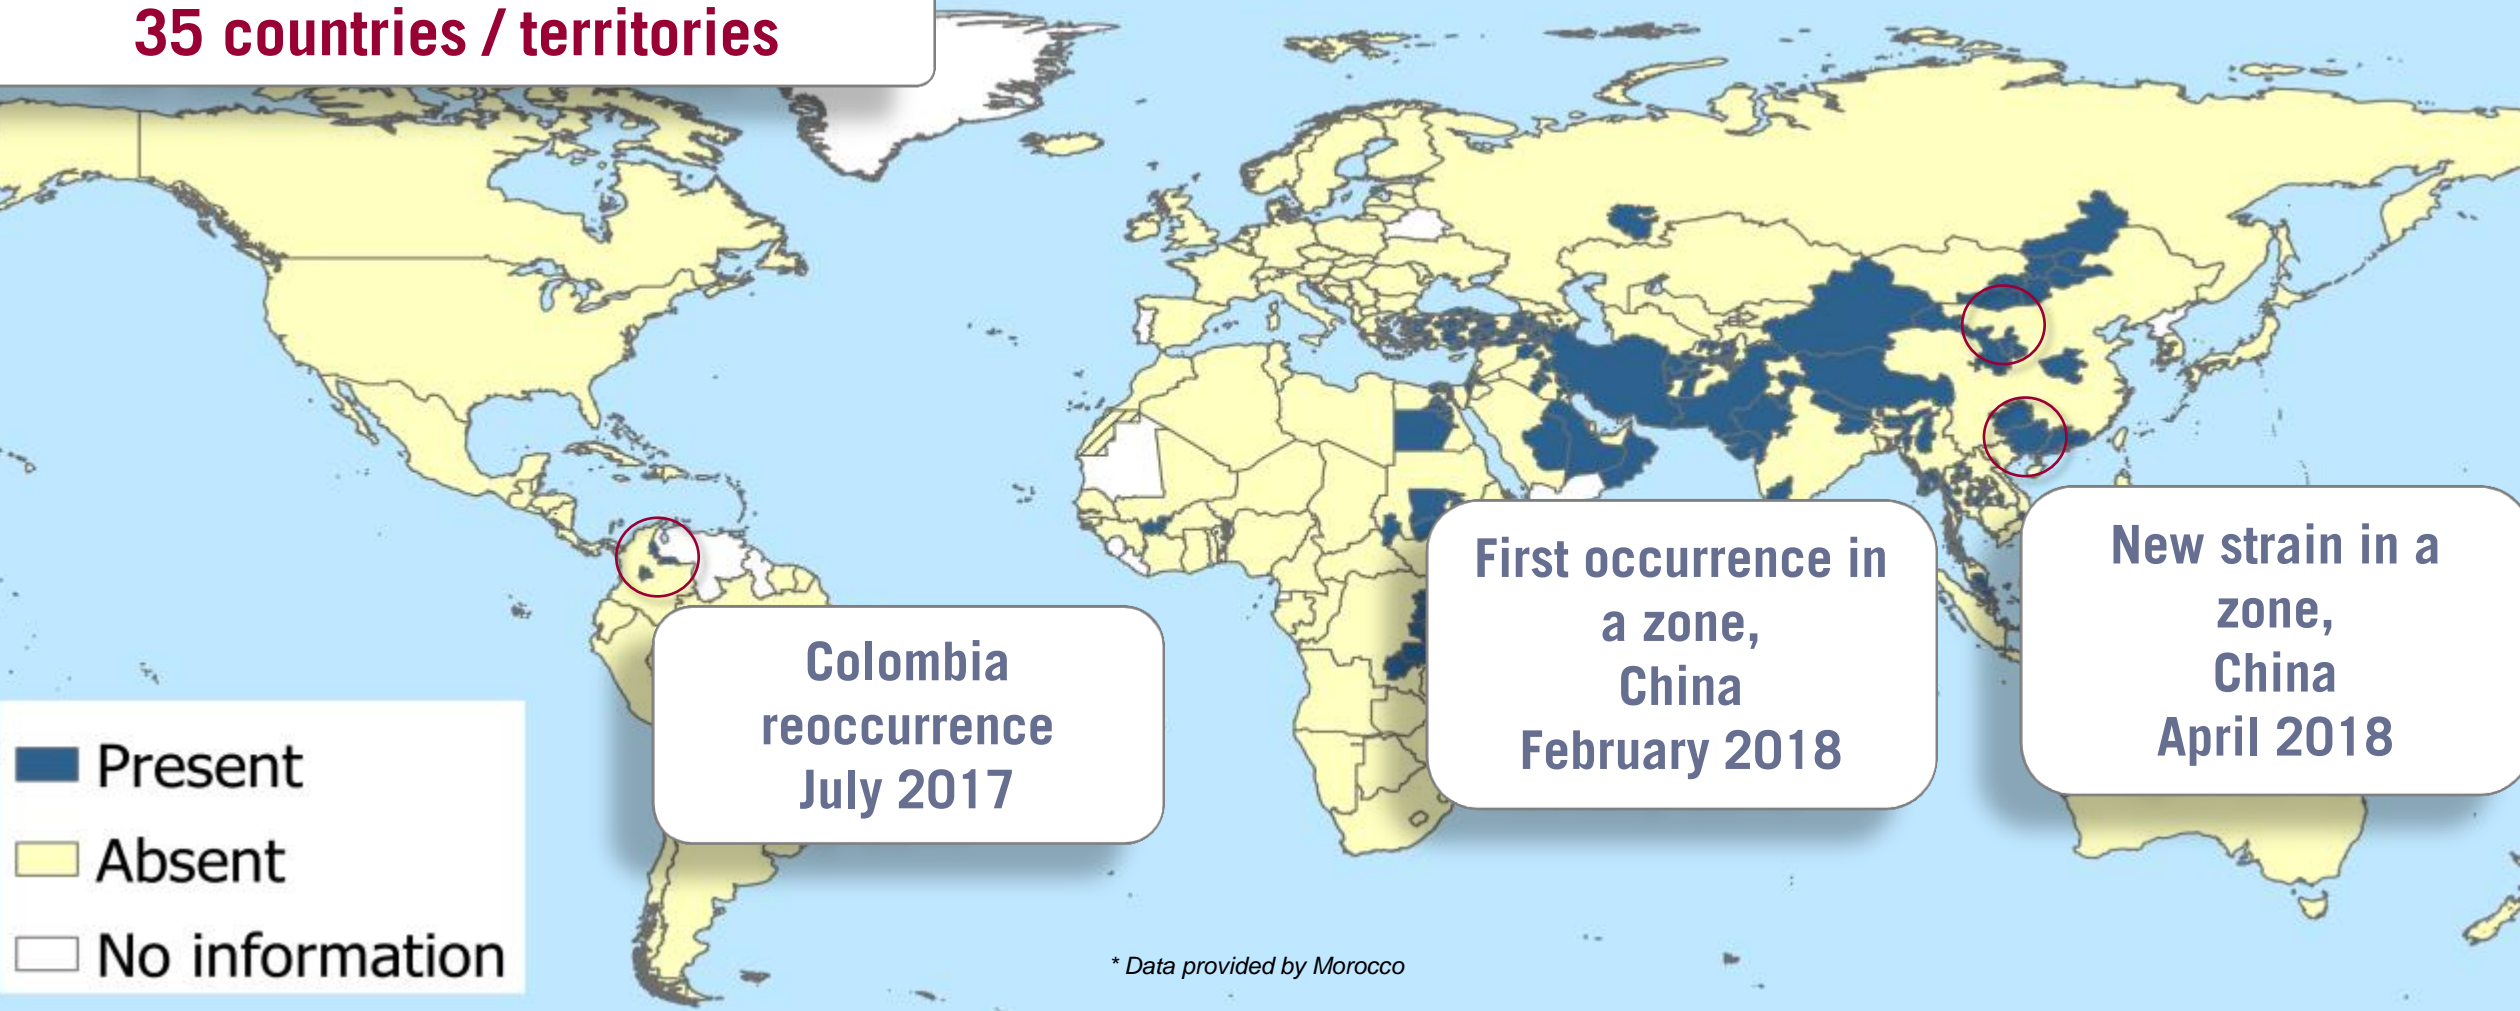 35 countries / territories
First occurrence in
a zone,
China
February 2018
New strain in a
zone,
China
April 2018
Colombia
reoccurrence
July 2017
Present
Absent
No information
* Data provided by Morocco